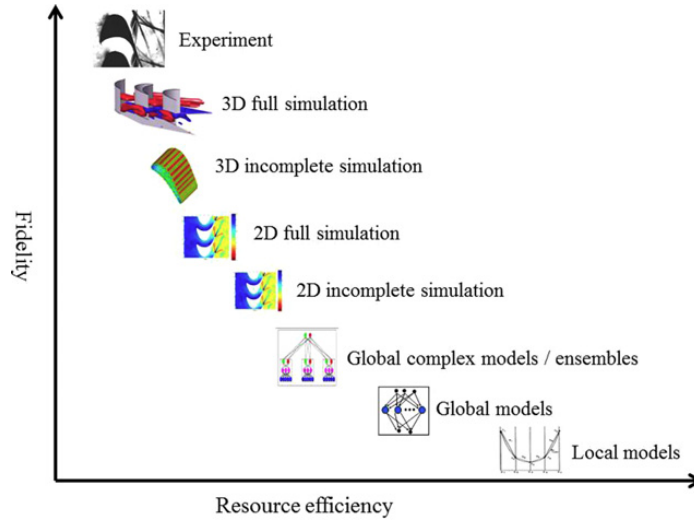 Experiment
3D full simulation
3D incomplete simulation
2D full simulation
2D incomplete simulation
Global complex models / ensembles
Global models
Local models
Fidelity
Resource efficiency